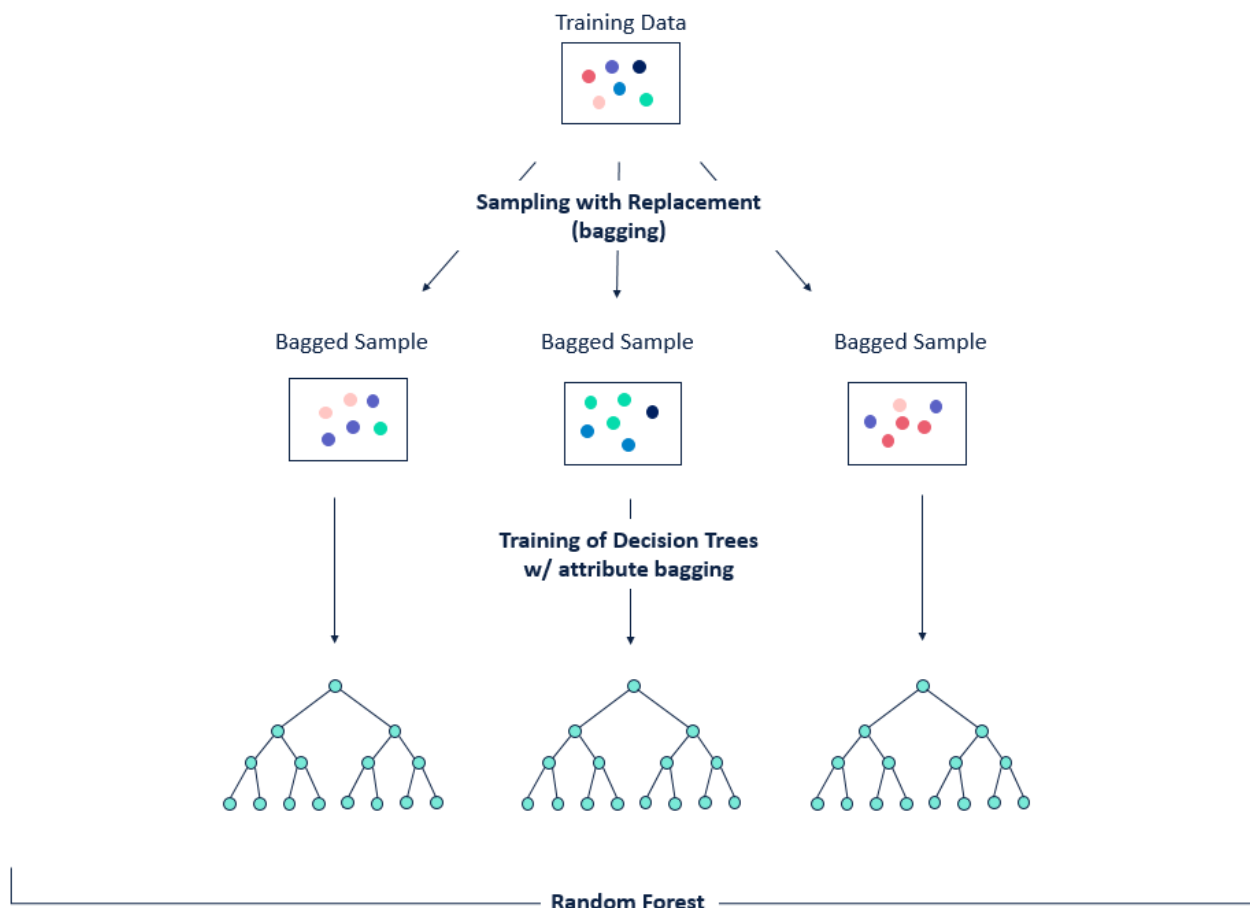 Training Data
Sampling with Replacement
(bagging)
Bagged Sample
Bagged Sample
Bagged Sample
Training of Decision Trees
w/ attribute bagging
Random Forest